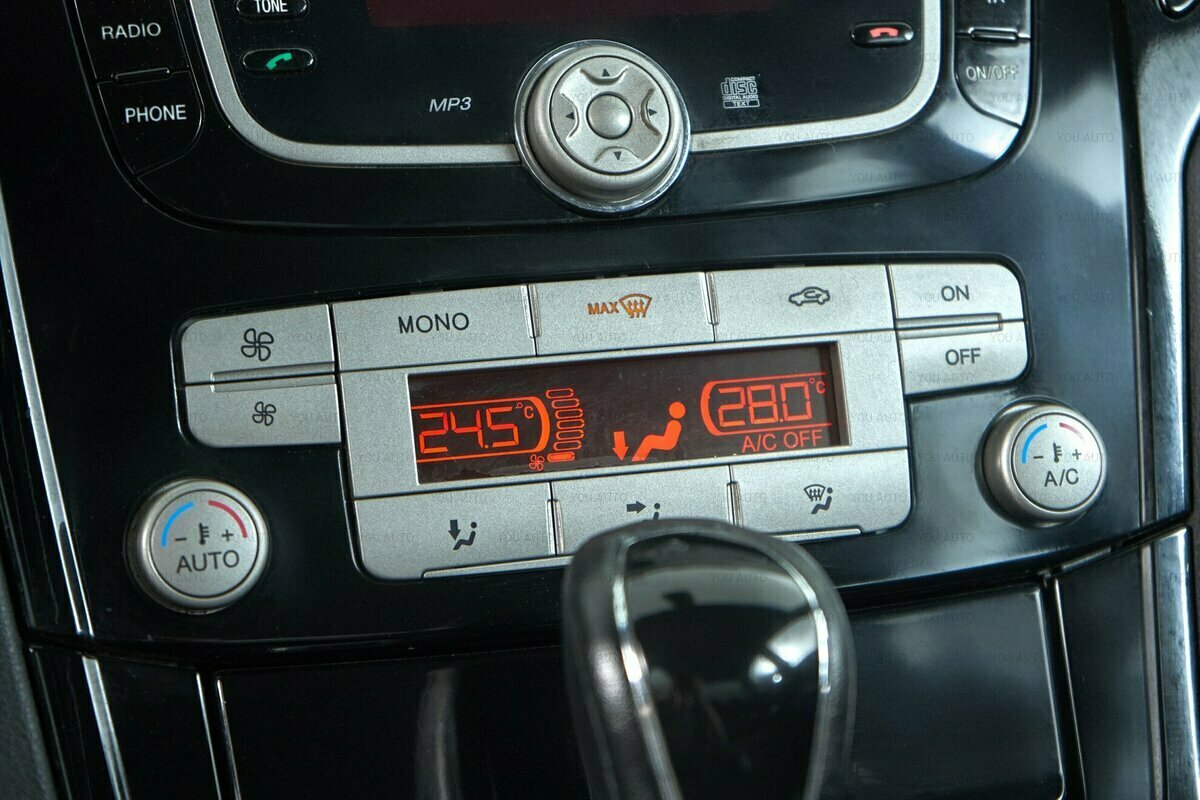 TONE
RADIO
PHONE
MP3
COMPACT
disc
DIGITAL AUDIO
TEXT
ON/OFF
MONO
MAX
ON
OFF
24.5°C
28.0°C
A/C OFF
- +
AUTO
- +
A/C
YOU AUTO